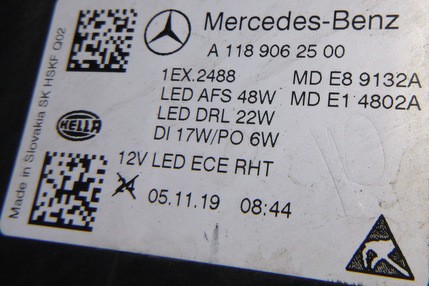 Mercedes-Benz
A 118 906 25 00
1EX.2488 MD E8 9132A
LED AFS 48W MD E1 4802A
LED DRL 22W
DI 17W/PO 6W
12V LED ECE RHT
24 05.11.19 08:44
HELLA
Made in Slovakia SK HSKF Q02